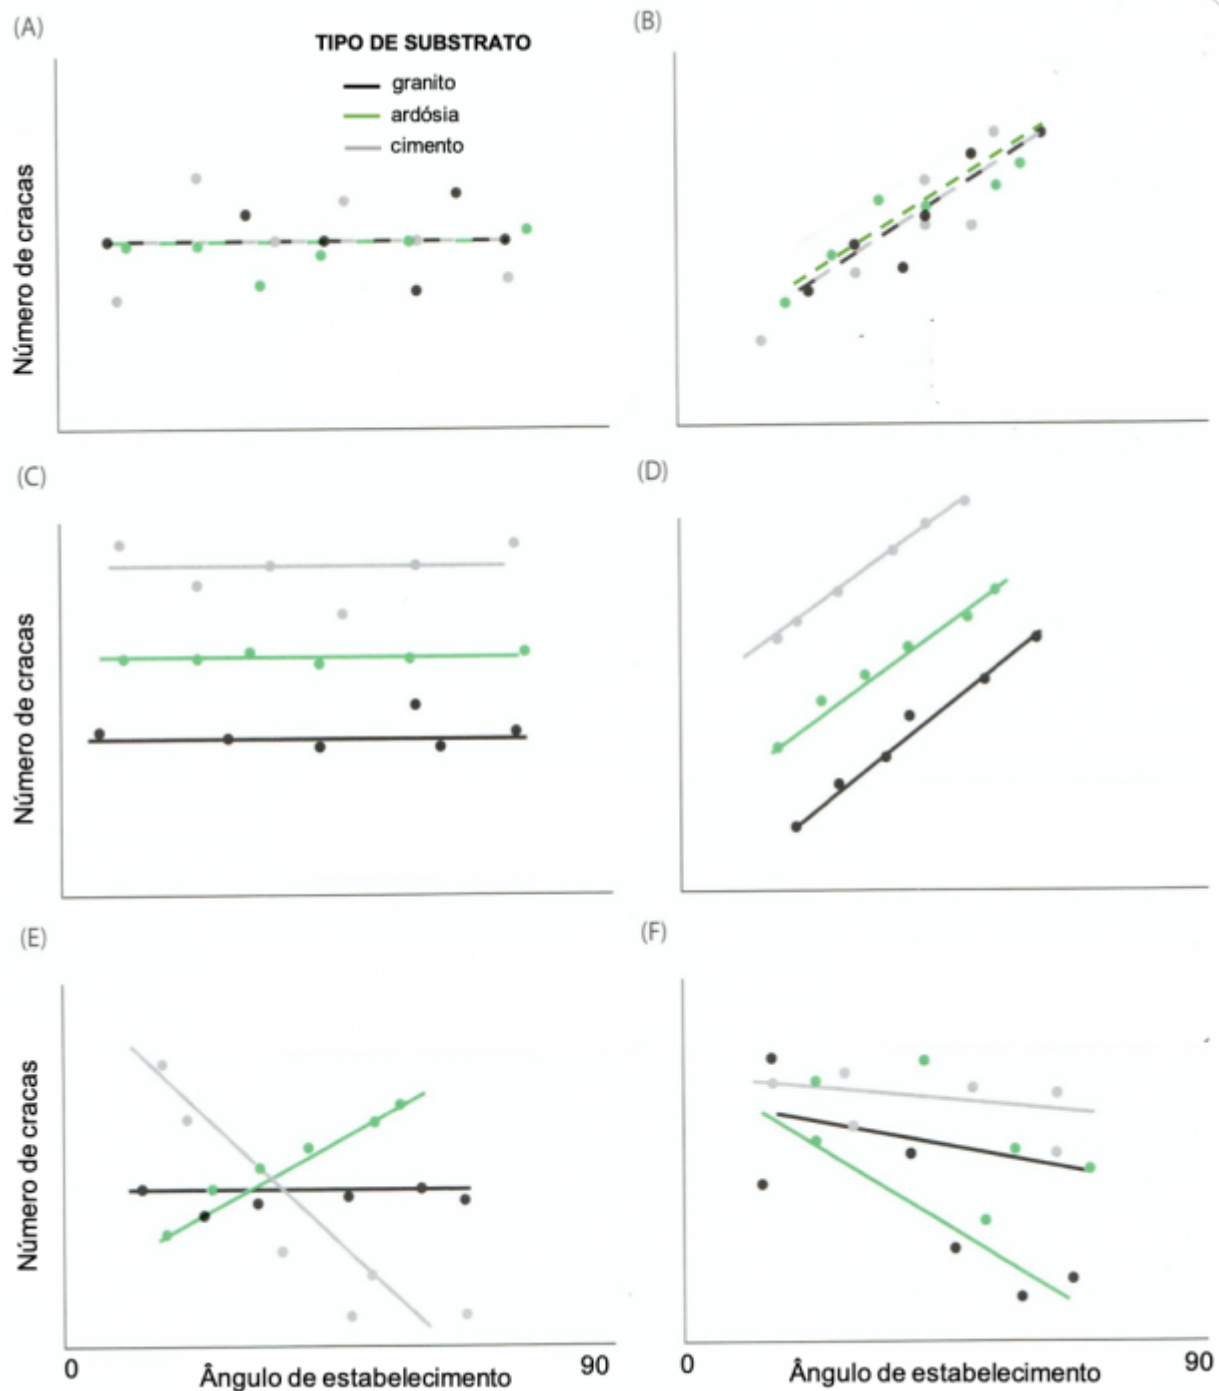 (A)
TIPO DE SUBSTRATO
granito
ardósia
cimento
Número de cracas
(B)
(C)
Número de cracas
(D)
(E)
Número de cracas
0
Ângulo de estabelecimento
90
(F)
0
Ângulo de estabelecimento
90